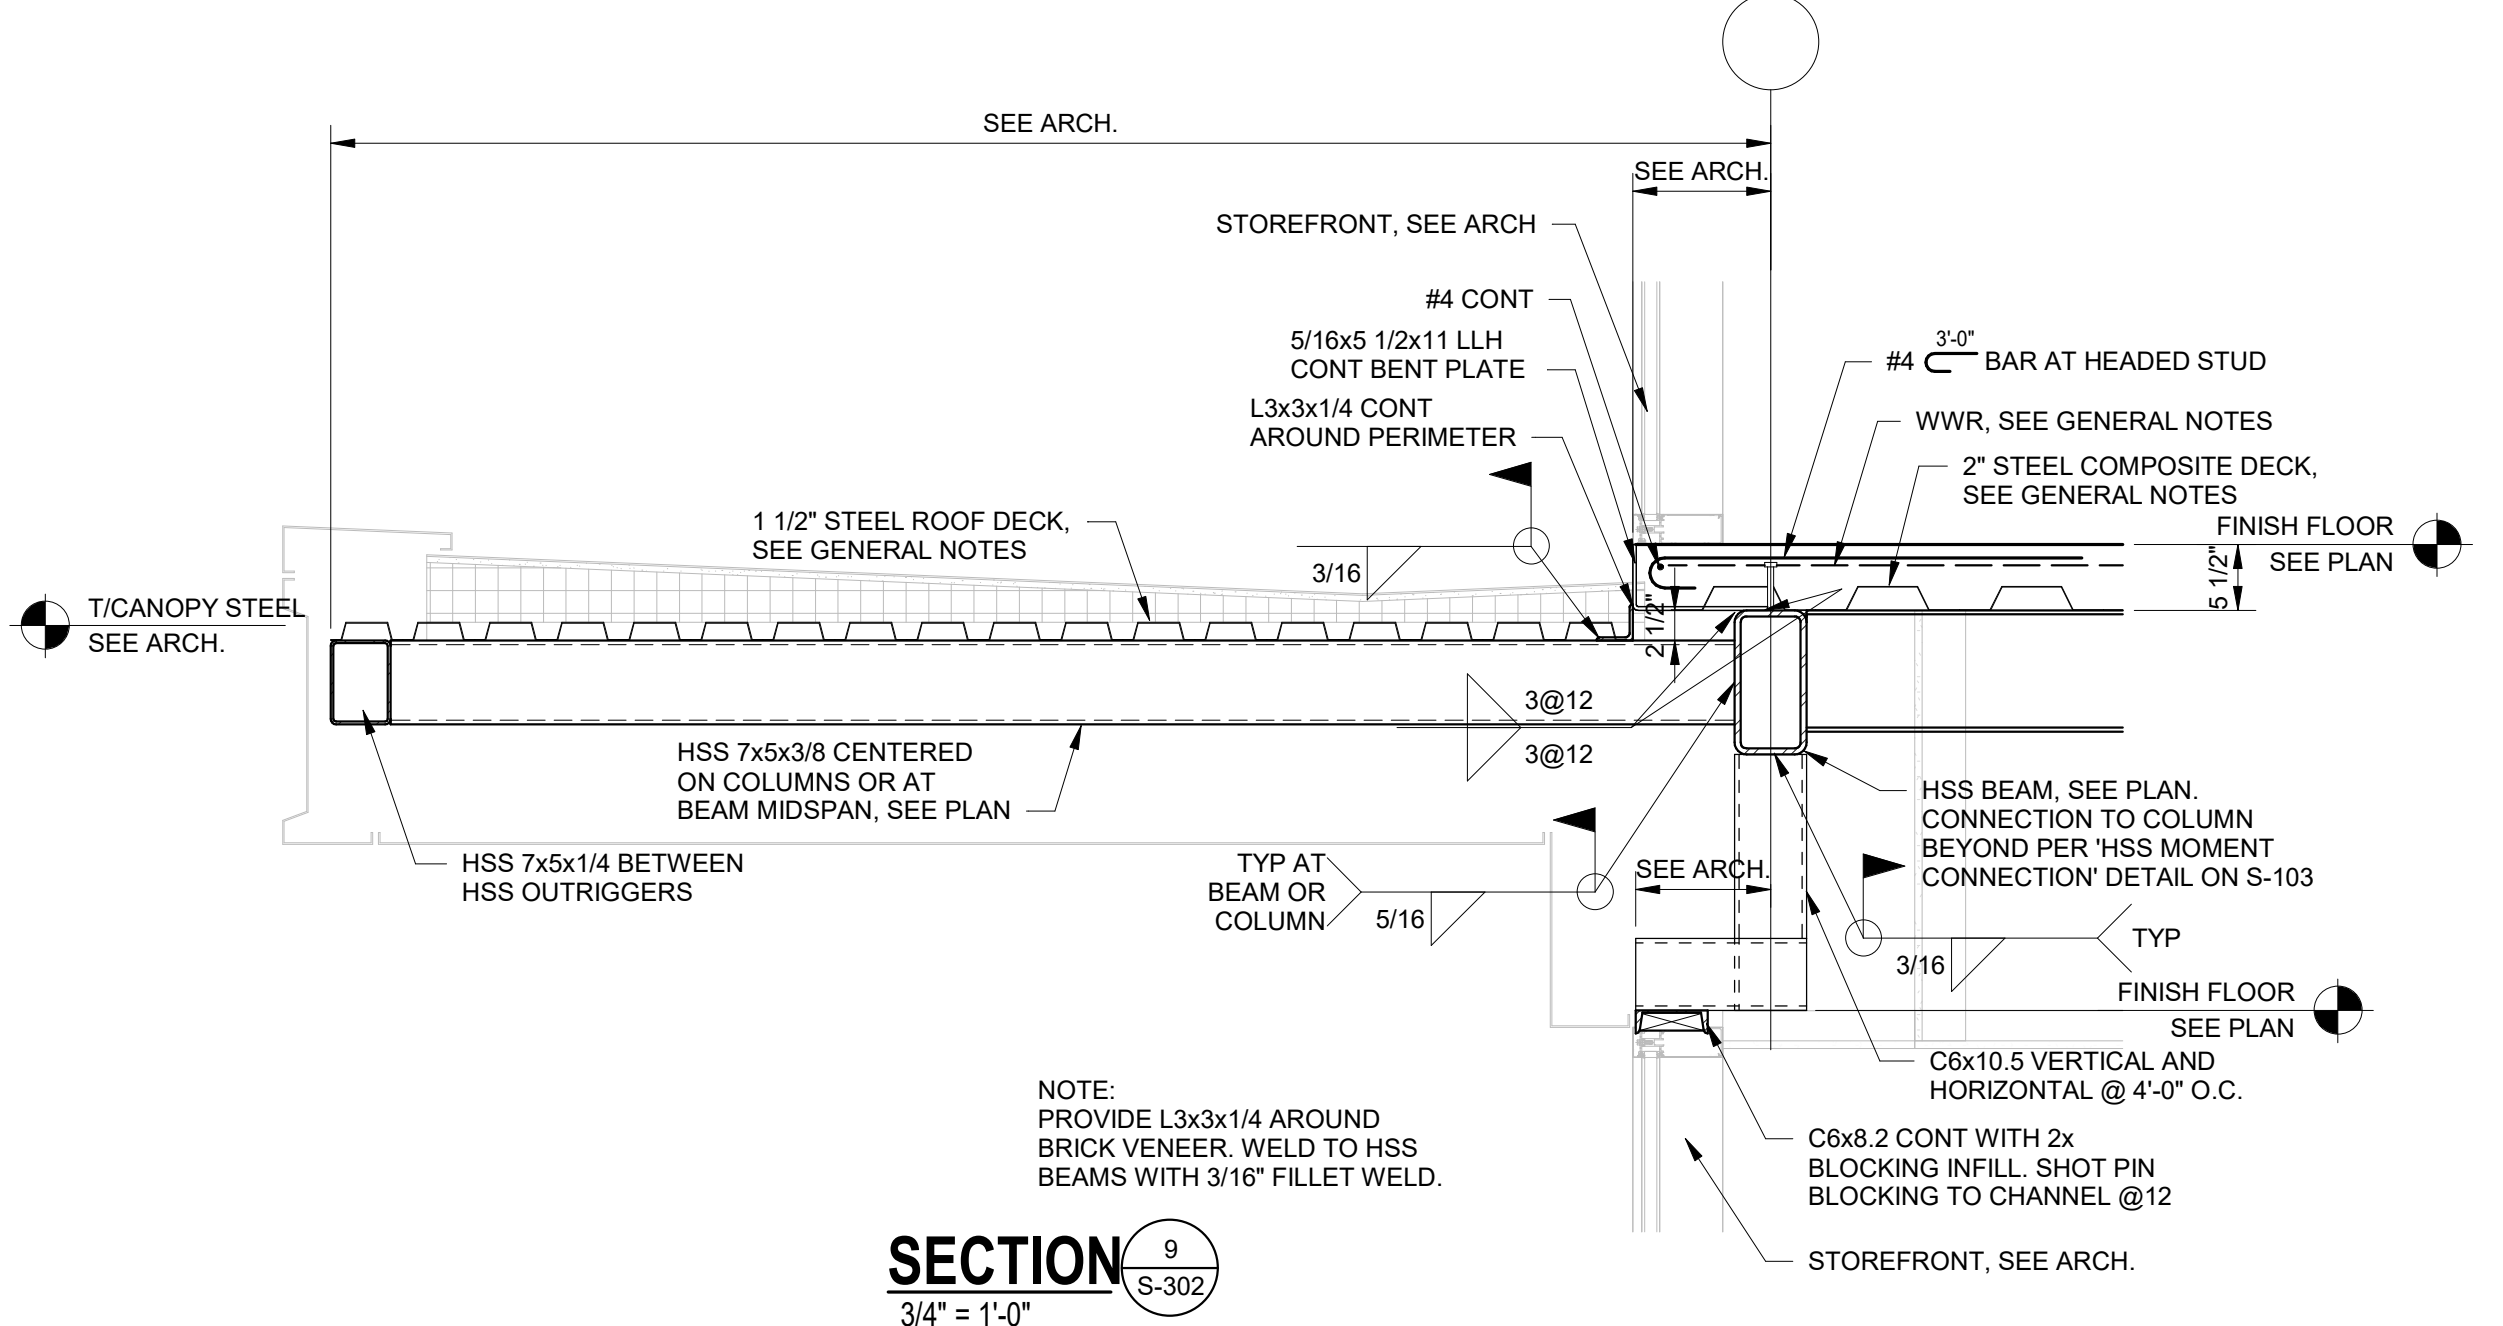 SEE ARCH.
SEE ARCH.
STOREFRONT, SEE ARCH
#4 CONT
5/16x5 1/2x11 LLH
CONT BENT PLATE
L3x3x1/4 CONT
AROUND PERIMETER
3'-0"
#4 BAR AT HEADED STUD
WWR, SEE GENERAL NOTES
2" STEEL COMPOSITE DECK,
SEE GENERAL NOTES
1 1/2" STEEL ROOF DECK,
SEE GENERAL NOTES
FINISH FLOOR
SEE PLAN
5 1/2"
3/16
2 1/2"
T/CANOPY STEEL
SEE ARCH.
3@12
3@12
HSS 7x5x3/8 CENTERED
ON COLUMNS OR AT
BEAM MIDSPAN, SEE PLAN
HSS BEAM, SEE PLAN.
CONNECTION TO COLUMN
BEYOND PER 'HSS MOMENT
CONNECTION' DETAIL ON S-103
HSS 7x5x1/4 BETWEEN
HSS OUTRIGGERS
TYP AT
BEAM OR
COLUMN
5/16
SEE ARCH.
3/16
TYP
FINISH FLOOR
SEE PLAN
C6x10.5 VERTICAL AND
HORIZONTAL @ 4'-0" O.C.
NOTE:
PROVIDE L3x3x1/4 AROUND
BRICK VENEER. WELD TO HSS
BEAMS WITH 3/16" FILLET WELD.
C6x8.2 CONT WITH 2x
BLOCKING INFILL. SHOT PIN
BLOCKING TO CHANNEL @12
STOREFRONT, SEE ARCH.
SECTION
9
S-302
3/4" = 1'-0"